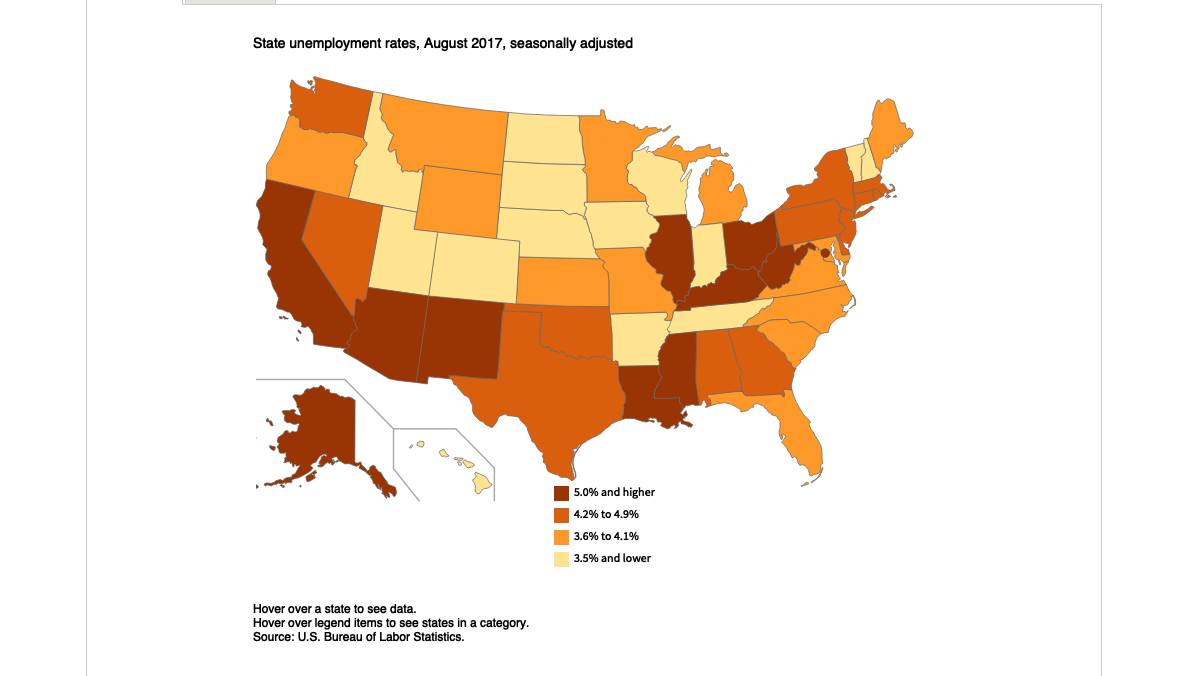 State unemployment rates, August 2017, seasonally adjusted
5.0% and higher
4.2% to 4.9%
3.6% to 4.1%
3.5% and lower
Hover over a state to see data.
Hover over legend items to see states in a category.
Source: U.S. Bureau of Labor Statistics.